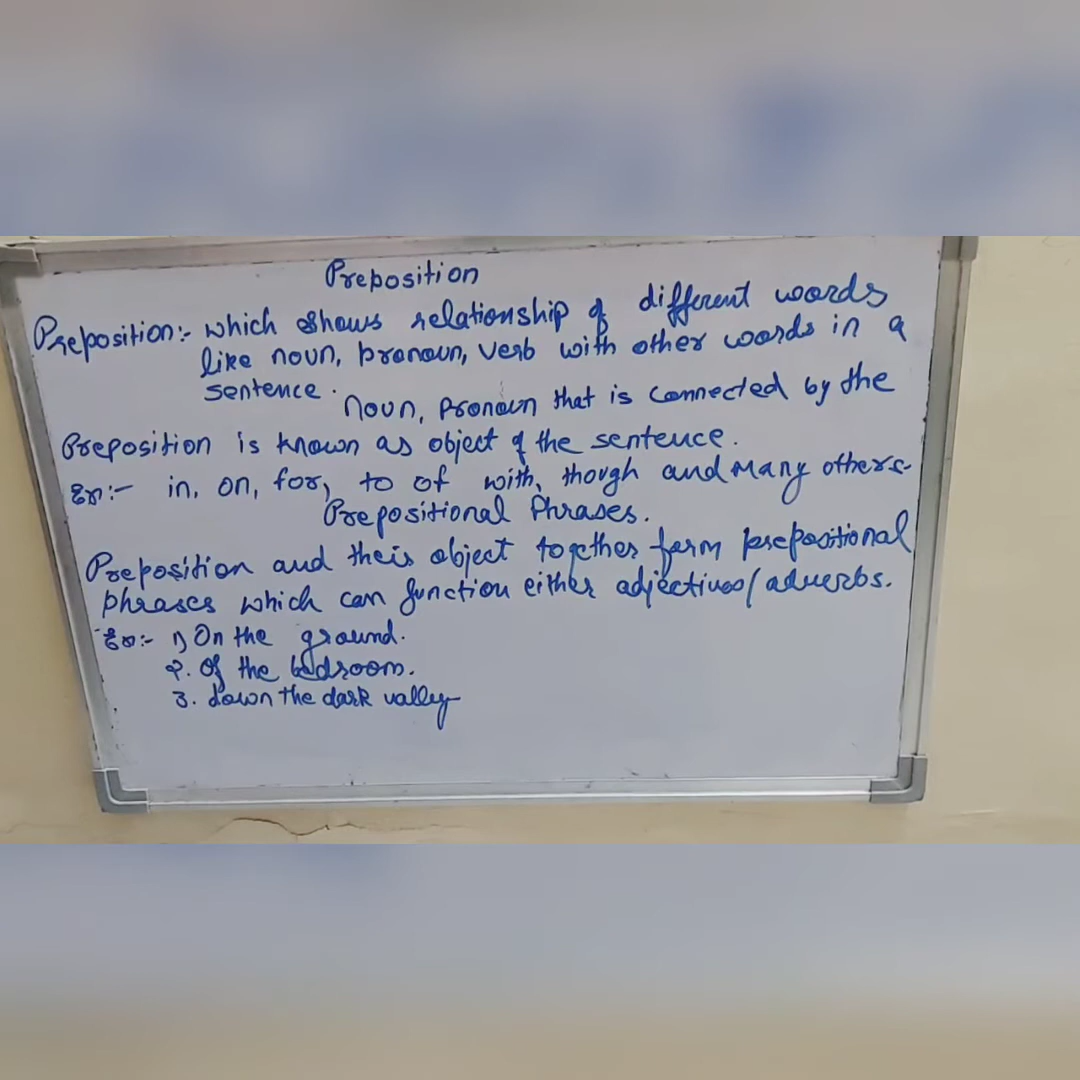 Preposition
Preposition:- which shows relationship of different words
like noun, pronoun, verb with other words in a
sentence.
noun, pronoun that is connected by the
Preposition is known as object of the sentence.
Ex:- in, on, for, to of with, though and many others-
Prepositional Phrases.
Preposition and their object together form prepositional
phrases which can function either adjectives/adverbs.
Ex:- 1) On the ground.
2. Of the bedroom.
3. down the dark valley